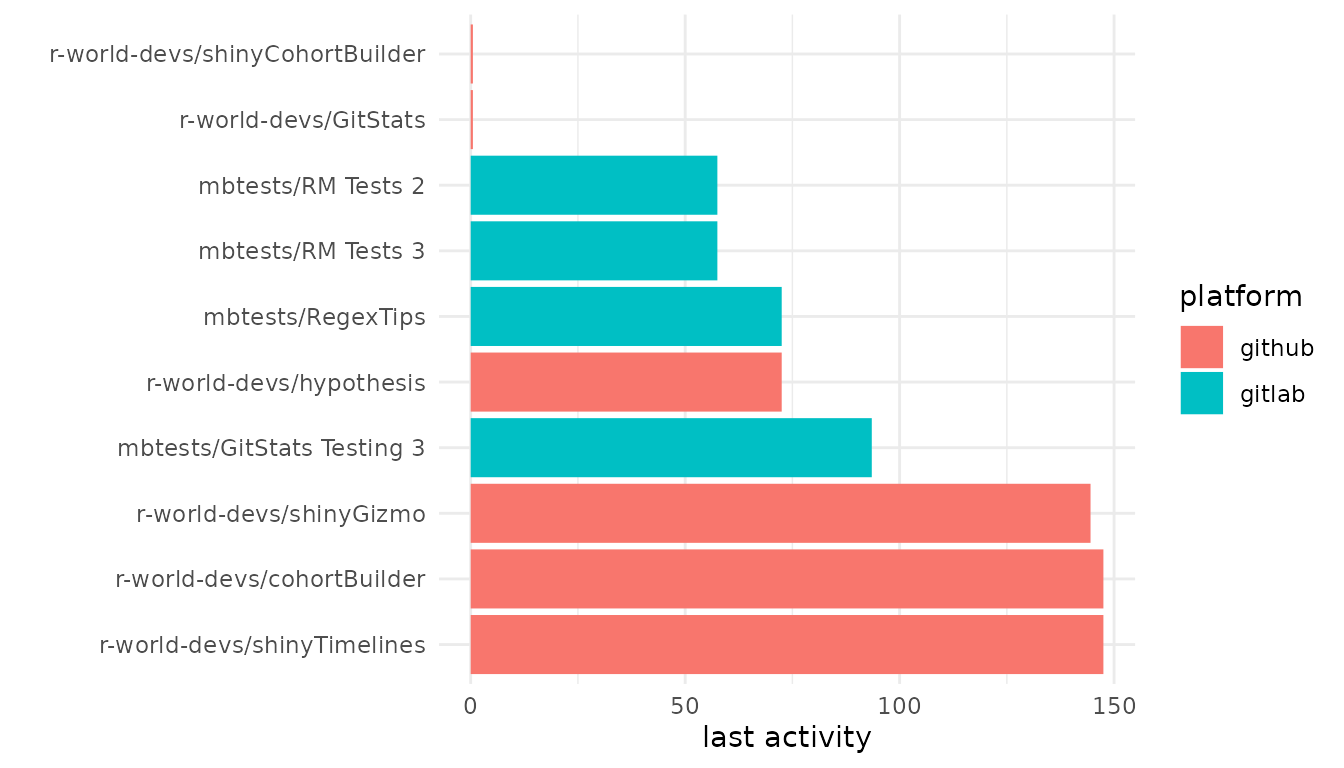 r-world-devs/shinyCohortBuilder
r-world-devs/GitStats
mbtests/RM Tests 2
mbtests/RM Tests 3
mbtests/RegexTips
r-world-devs/hypothesis
mbtests/GitStats Testing 3
r-world-devs/shinyGizmo
r-world-devs/cohortBuilder
r-world-devs/shinyTimelines
0 50 100 150
last activity
platform
github
gitlab